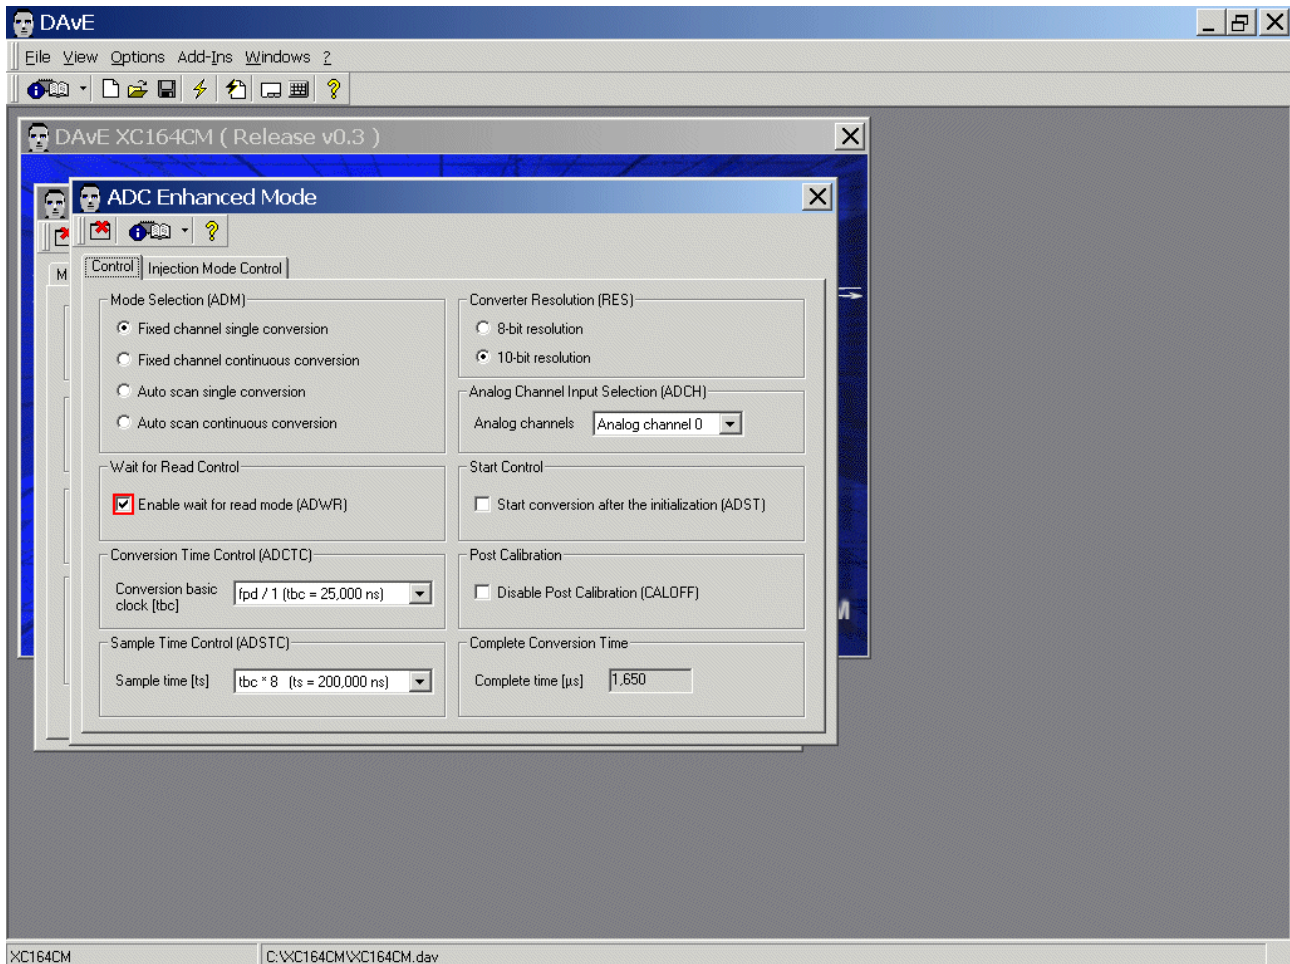 DAvE
File View Options Add-Ins Windows ?
DAvE XC164CM ( Release v0.3 )
ADC Enhanced Mode
M
Control Injection Mode Control
Mode Selection (ADM)
Fixed channel single conversion
Fixed channel continuous conversion
Auto scan single conversion
Auto scan continuous conversion
Converter Resolution (RES)
8-bit resolution
10-bit resolution
Analog Channel Input Selection (ADCH)
Analog channels Analog channel 0
Wait for Read Control
Enable wait for read mode (ADWR)
Start Control
Start conversion after the initialization (ADST)
Conversion Time Control (ADCTC)
Conversion basic
clock [tbc]
fpd / 1 (tbc = 25,000 ns)
Post Calibration
Disable Post Calibration (CALOFF)
M
Sample Time Control (ADSTC)
Sample time [ts] tbc * 8 (ts = 200,000 ns)
Complete Conversion Time
Complete time [µs] 1,650
XC164CM C:\XC164CM\XC164CM.dav